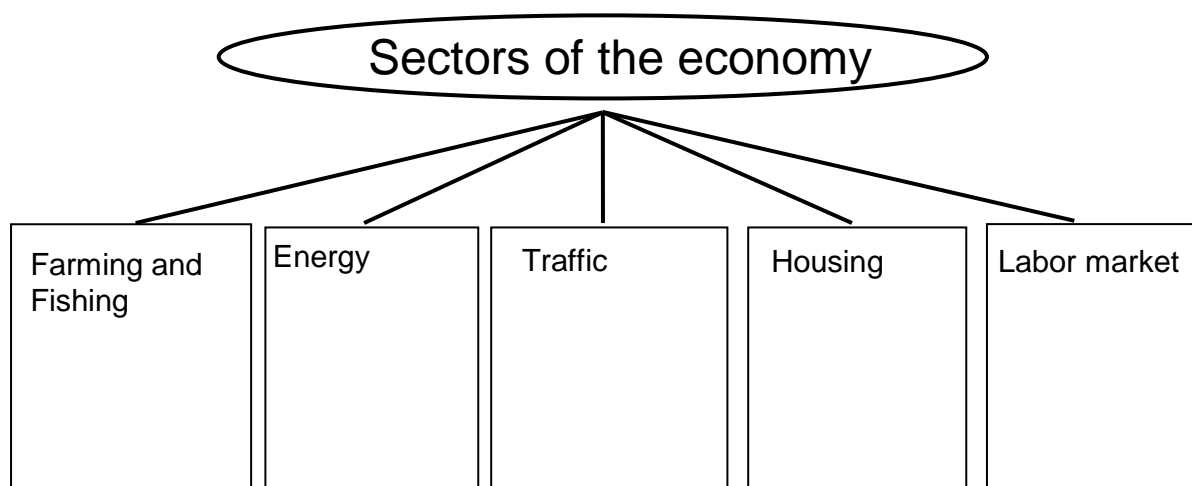 Sectors of the economy
Farming and
Fishing
Energy
Traffic
Housing
Labor market